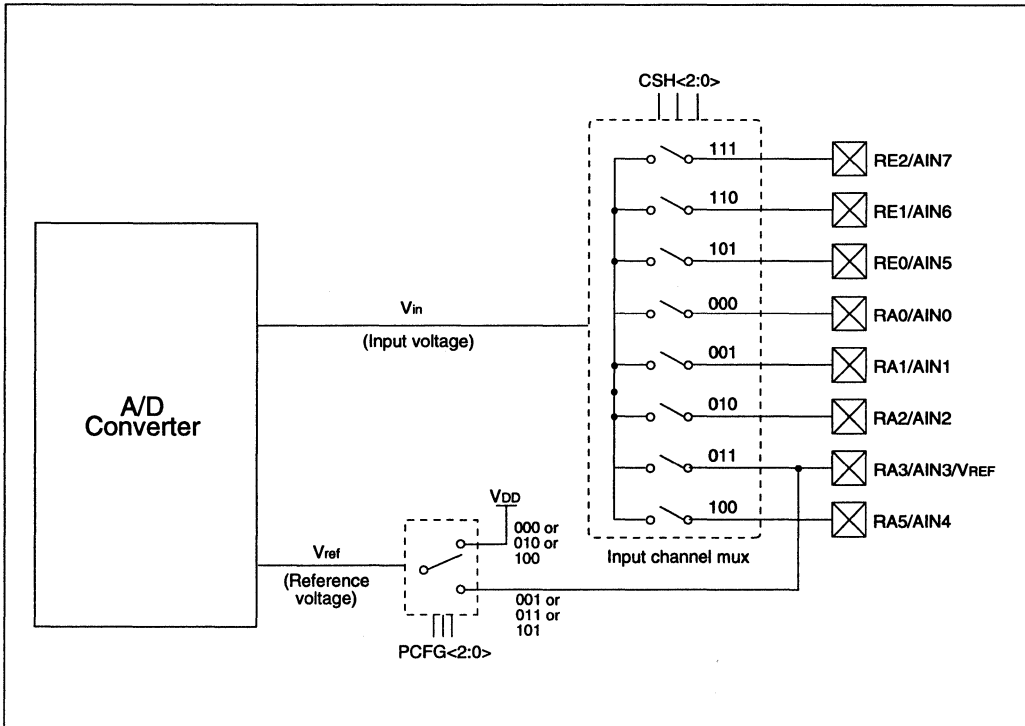 CSH<2:0>
111
RE2/AIN7
110
RE1/AIN6
101
RE0/AIN5
000
RA0/AIN0
Vin
(Input voltage)
001
RA1/AIN1
A/D
Converter
010
RA2/AIN2
011
RA3/AIN3/VREF
VDD
100
RA5/AIN4
000 or
010 or
100
Input channel mux
Vref
(Reference
voltage)
001 or
011 or
101
PCFG<2:0>